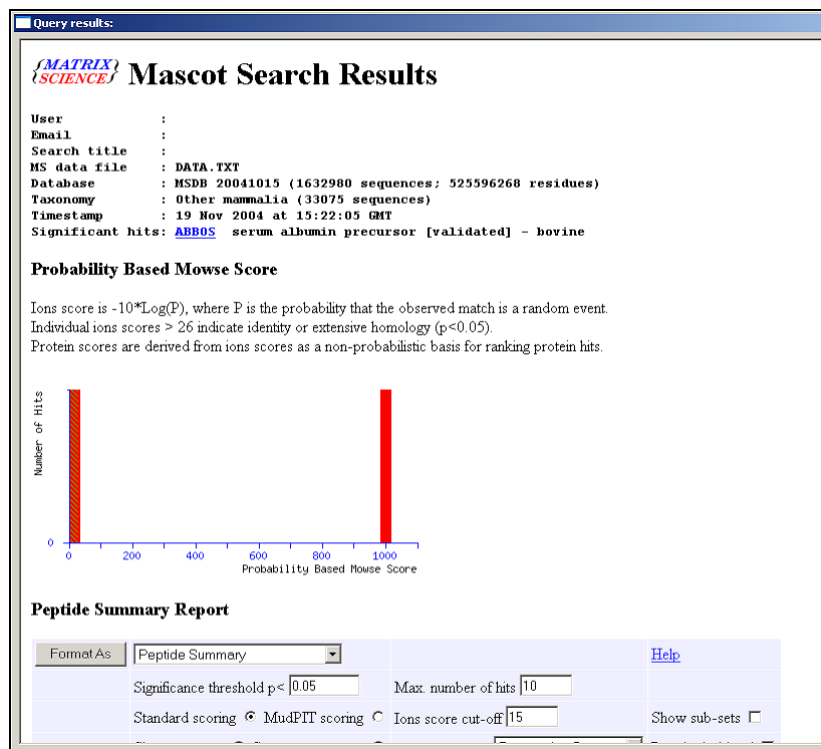 Query results:
{MATRIX SCIENCE} Mascot Search Results
User :
Email :
Search title :
MS data file : DATA.TXT
Database : MSDB 20041015 (1632980 sequences; 525596268 residues)
Taxonomy : Other mammalia (33075 sequences)
Timestamp : 19 Nov 2004 at 15:22:05 GMT
Significant hits: ABBOS serum albumin precursor [validated] - bovine
Probability Based Mowse Score
Ions score is -10*Log(P), where P is the probability that the observed match is a random event.
Individual ions scores > 26 indicate identity or extensive homology (p<0.05).
Protein scores are derived from ions scores as a non-probabilistic basis for ranking protein hits.
Number of Hits
0
0 200 400 600 800 1000
Probability Based Mowse Score
Peptide Summary Report
Format As Peptide Summary Help
Significance threshold p< 0.05 Max. number of hits 10
Standard scoring MudPIT scoring Ions score cut-off 15 Show sub-sets